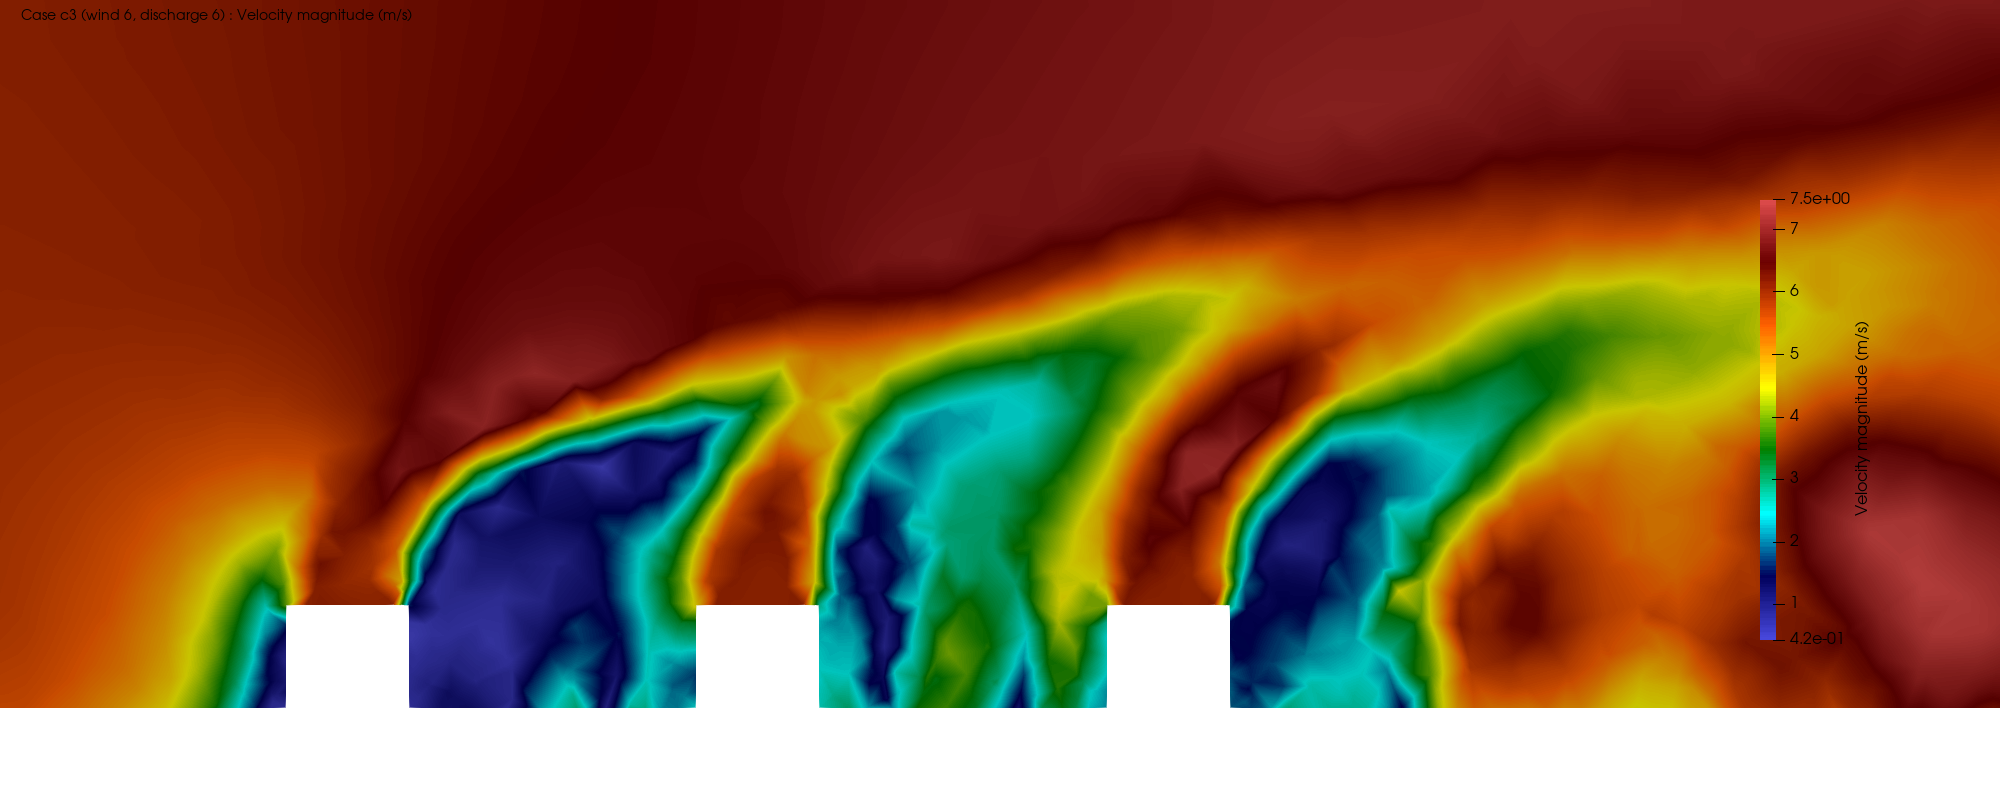 Case c3 (wind 6, discharge 6) : Velocity magnitude (m/s)
7.5e+00
7
6
5
4
3
2
1
4.2e-01
Velocity magnitude (m/s)